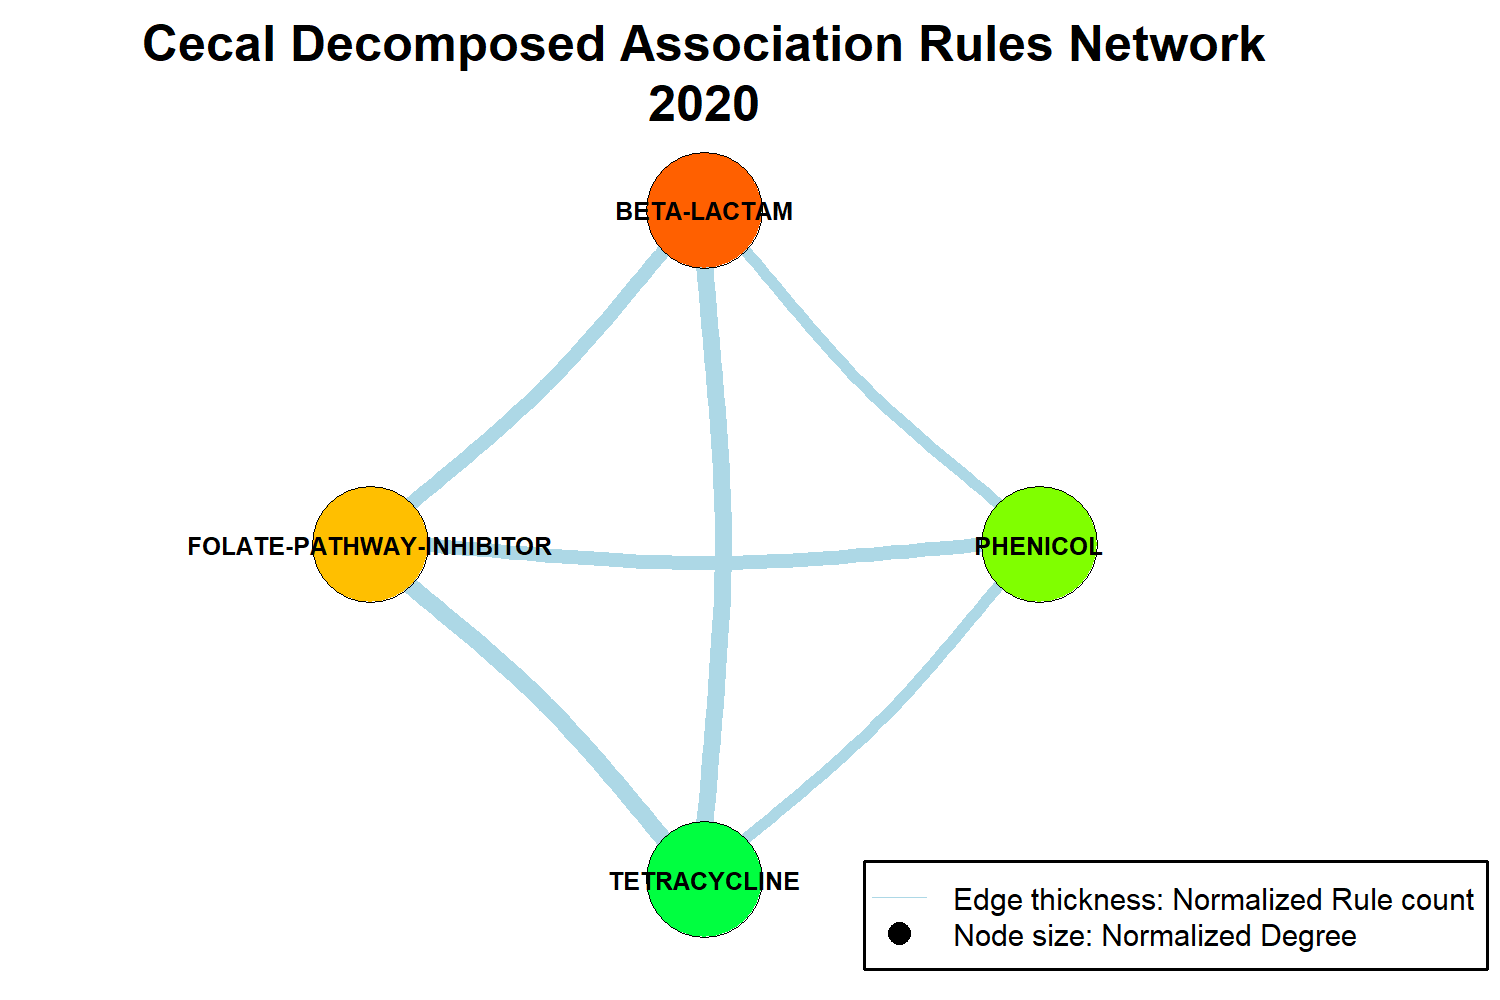 Cecal Decomposed Association Rules Network
2020
BETA-LACTAM
FOLATE-PATHWAY-INHIBITOR
PHENICOL
TETRACYCLINE
Edge thickness: Normalized Rule count
Node size: Normalized Degree